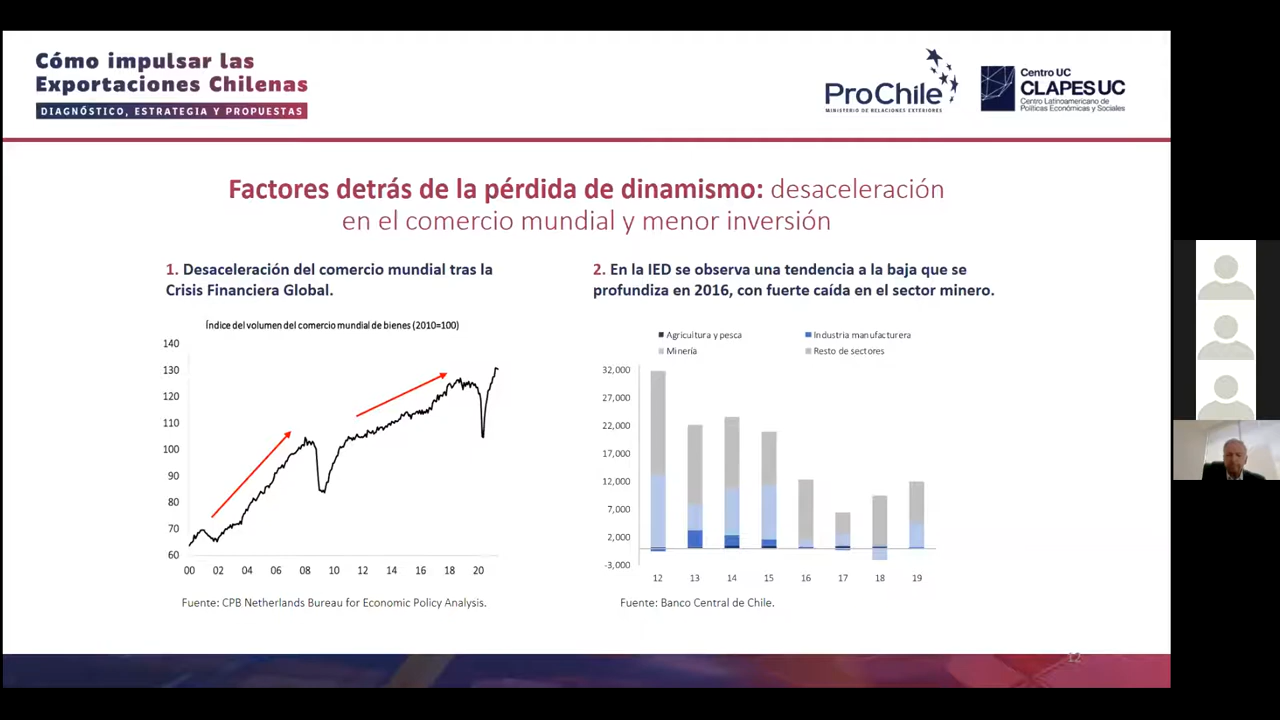 Cómo impulsar las
Exportaciones Chilenas
DIAGNÓSTICO, ESTRATEGIA Y PROPUESTAS
ProChile
MINISTERIO DE RELACIONES EXTERIORES
Centro UC
CLAPES UC
Centro Latinoamericano de
Políticas Económicas y Sociales
Factores detrás de la pérdida de dinamismo: desaceleración
en el comercio mundial y menor inversión
1. Desaceleración del comercio mundial tras la
Crisis Financiera Global.
Índice del volumen del comercio mundial de bienes (2010=100)
140
130
120
110
100
90
80
70
60
00 02 04 06 08 10 12 14 16 18 20
Fuente: CPB Netherlands Bureau for Economic Policy Analysis.
2. En la IED se observa una tendencia a la baja que se
profundiza en 2016, con fuerte caída en el sector minero.
Agricultura y pesca Industria manufacturera
Minería Resto de sectores
32,000
27,000
22,000
17,000
12,000
7,000
2,000
-3,000
12 13 14 15 16 17 18 19
Fuente: Banco Central de Chile.
12